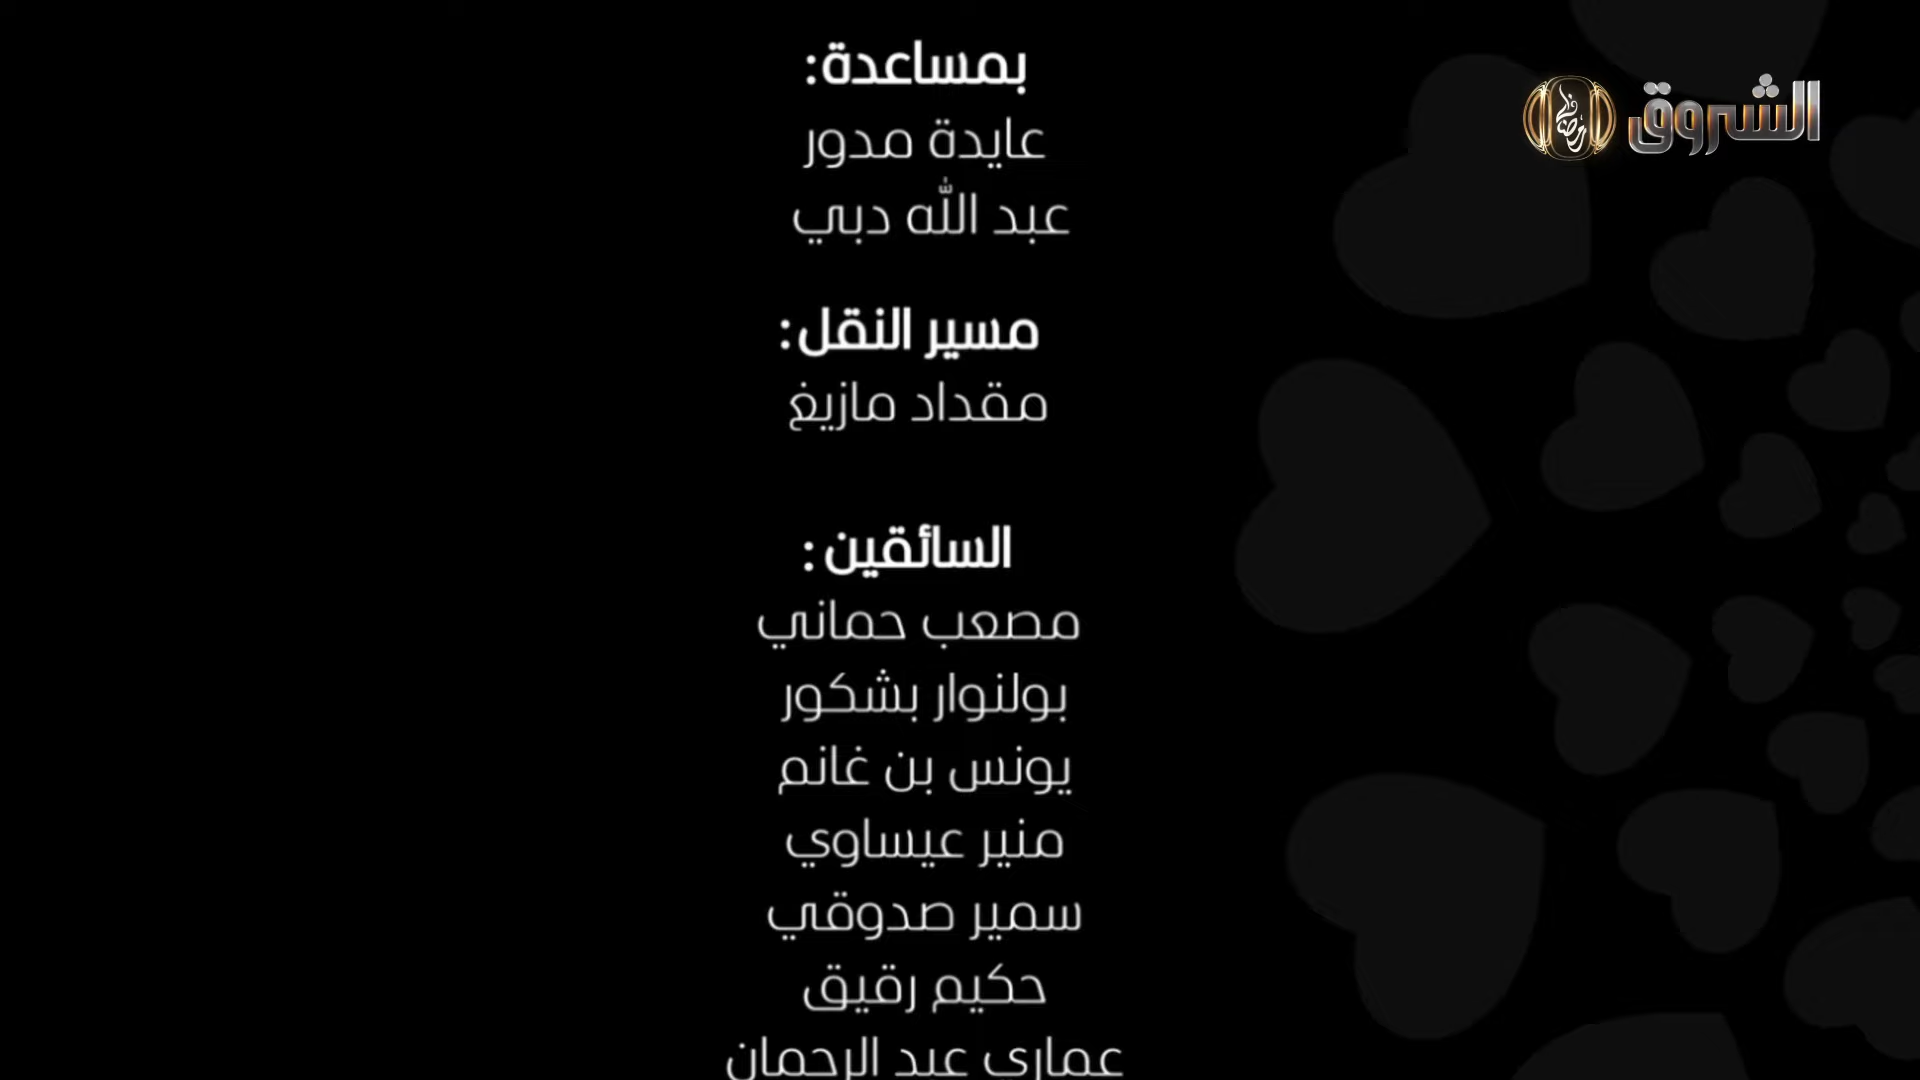 بمساعدة:
عايدة مدور
عبد الله دبي
مسير النقل:
مقداد مازيغ
السائقين :
مصعب حماني
بولنوار بشكور
يونس بن غانم
منير عيساوي
سمير صدوقي
حكيم رقيق
عماري عبد الرحمان
الشروق